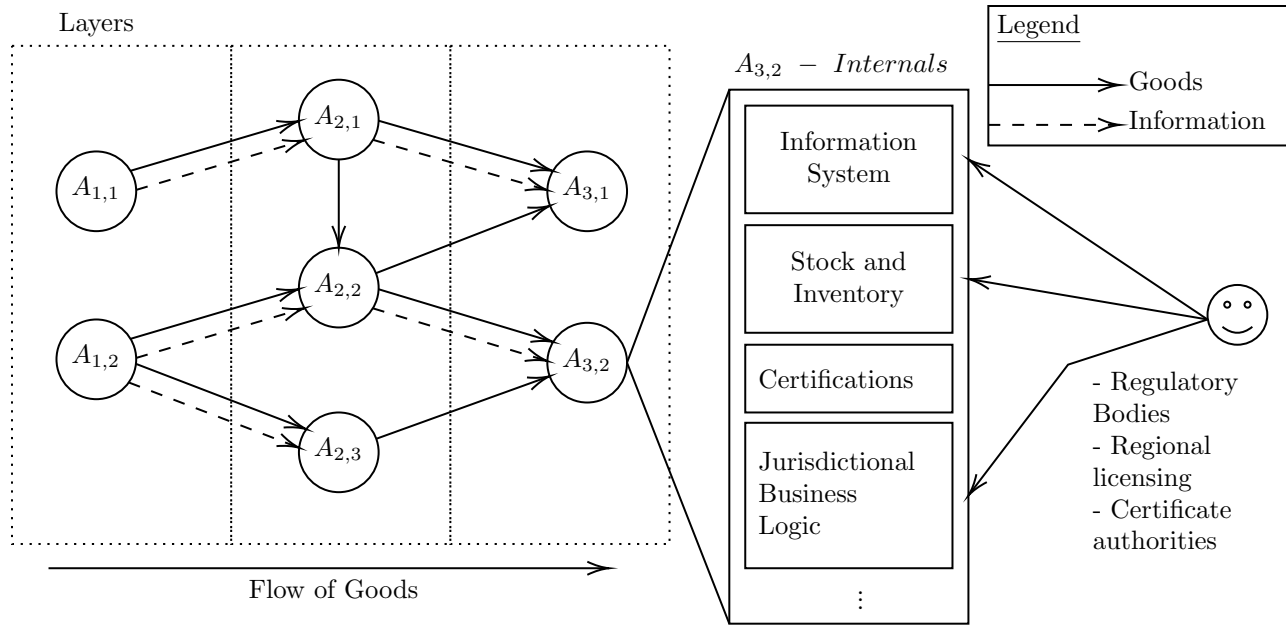 Layers
A1,1
A1,2
A2,1
A2,2
A2,3
A3,1
A3,2
Flow of Goods
A3,2 − Internals
Information
System
Stock and
Inventory
Certifications
Jurisdictional
Business
Logic
⋮
Legend
Goods
Information
- Regulatory
Bodies
- Regional
licensing
- Certificate
authorities